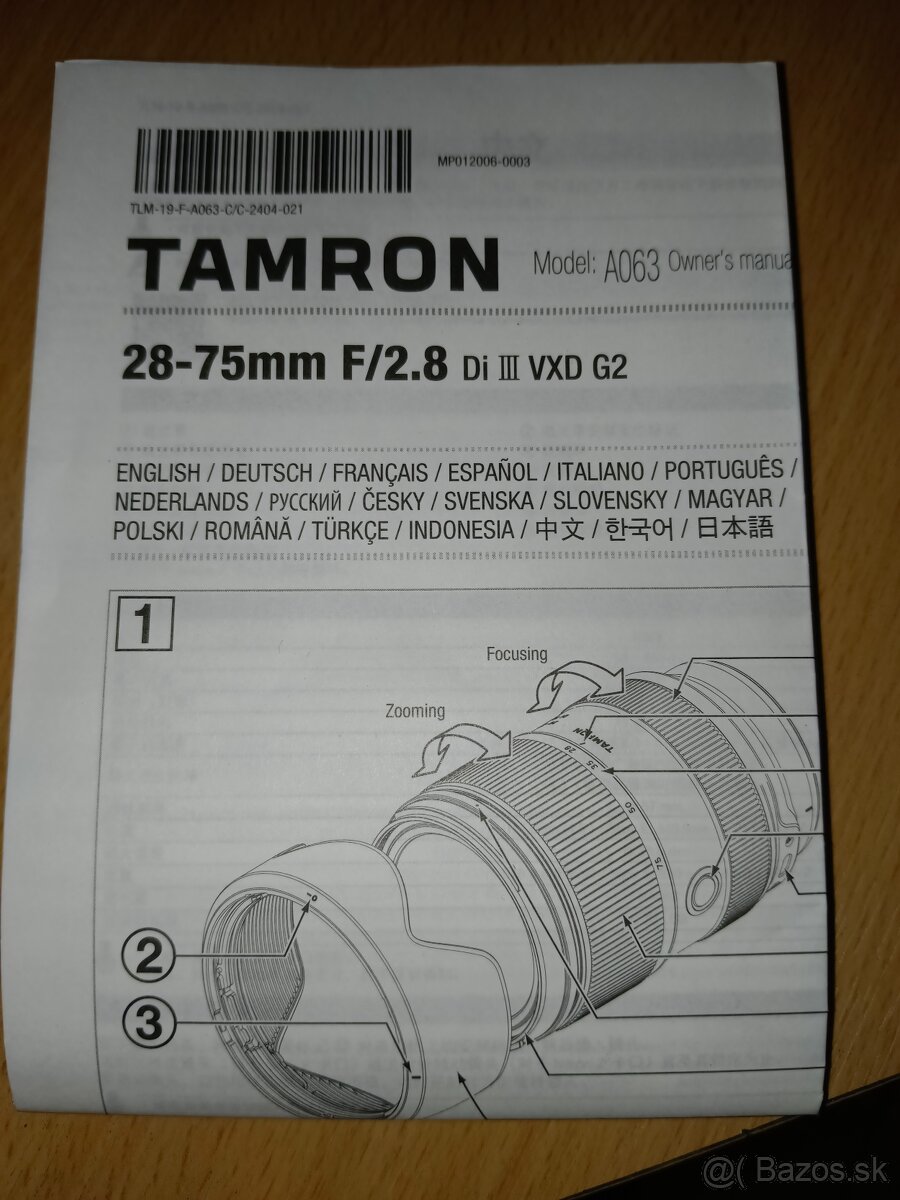 MP012006-0003
TLM-19-F-A063-C/C-2404-021
TAMRON Model: A063 Owner's manua
28-75mm F/2.8 Di III VXD G2
ENGLISH / DEUTSCH / FRANÇAIS / ESPAÑOL / ITALIANO / PORTUGUÊS /
NEDERLANDS / РУССКИЙ / ČESKY / SVENSKA / SLOVENSKY / MAGYAR /
POLSKI / ROMÂNĂ / TÜRKÇE / INDONESIA / 中文 / 한국어 / 日本語
1
Focusing
Zooming
TAMRON
28
35
50
75
2
3
@( Bazos.sk